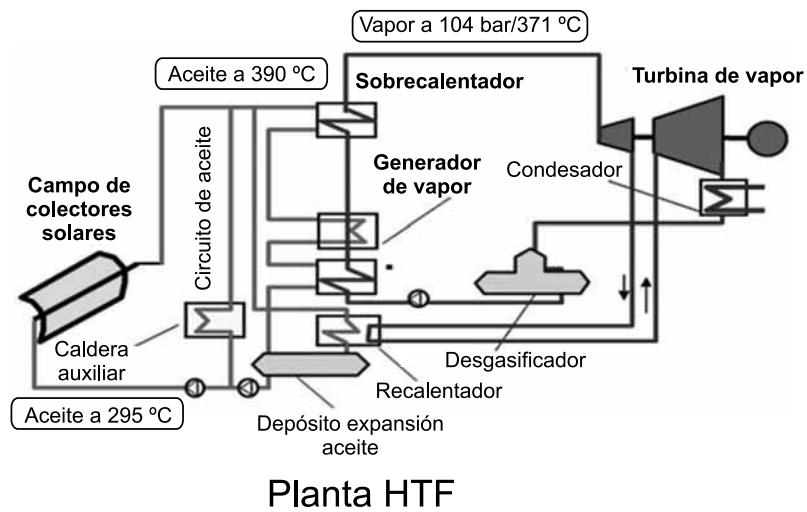 Vapor a 104 bar/371 ºC
Aceite a 390 ºC
Sobrecalentador
Turbina de vapor
Circuito de aceite
Generador
de vapor
Condesador
Campo de
colectores
solares
Caldera
auxiliar
Desgasificador
Recalentador
Aceite a 295 ºC
Depósito expansión
aceite
Planta HTF